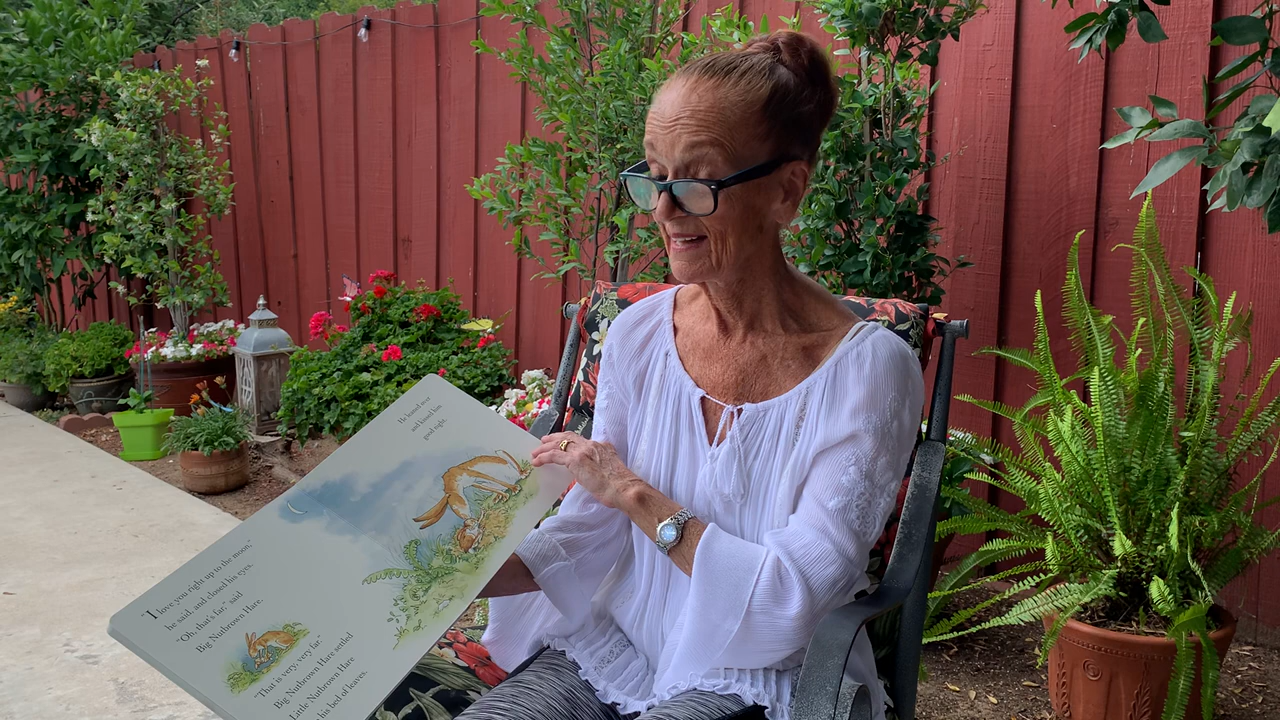 "I love you right up to the moon,"
he said, and closed his eyes.
"Oh, that's far," said
Big Nutbrown Hare.
"That is very, very far."
Big Nutbrown Hare settled
Little Nutbrown Hare
his bed of leaves.
He leaned over
and kissed him
good night.